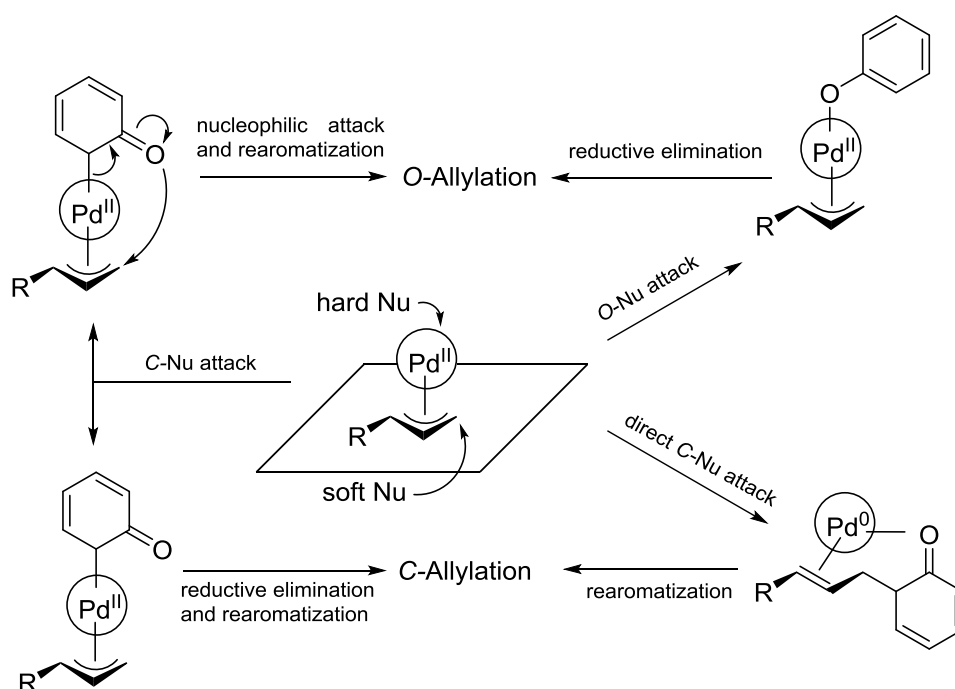 O
Pd^II
R
nucleophilic attack
and rearomatization
O-Allylation
reductive elimination
O
Pd^II
R
hard Nu
Pd^II
R
soft Nu
C-Nu attack
O-Nu attack
direct C-Nu attack
O
Pd^II
R
reductive elimination
and rearomatization
C-Allylation
rearomatization
Pd^0
O
R